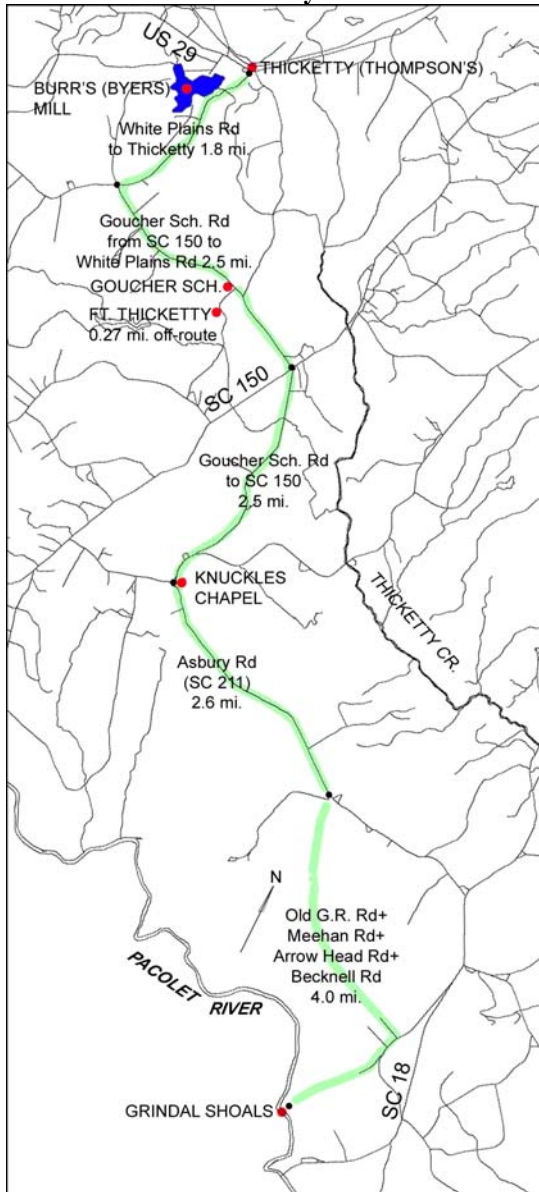 US 29
THICKETTY (THOMPSON'S)
BURR'S (BYERS)
MILL
White Plains Rd
to Thicketty 1.8 mi.
Goucher Sch. Rd
from SC 150 to
White Plains Rd 2.5 mi.
GOUCHER SCH.
FT. THICKETTY
0.27 mi. off-route
SC 150
Goucher Sch. Rd
to SC 150
2.5 mi.
THICKETTY CR.
KNUCKLES
CHAPEL
Asbury Rd
(SC 211)
2.6 mi.
N
Old G.R. Rd+
Meehan Rd+
Arrow Head Rd+
Becknell Rd
4.0 mi.
PACOLET RIVER
SC 18
GRINDAL SHOALS